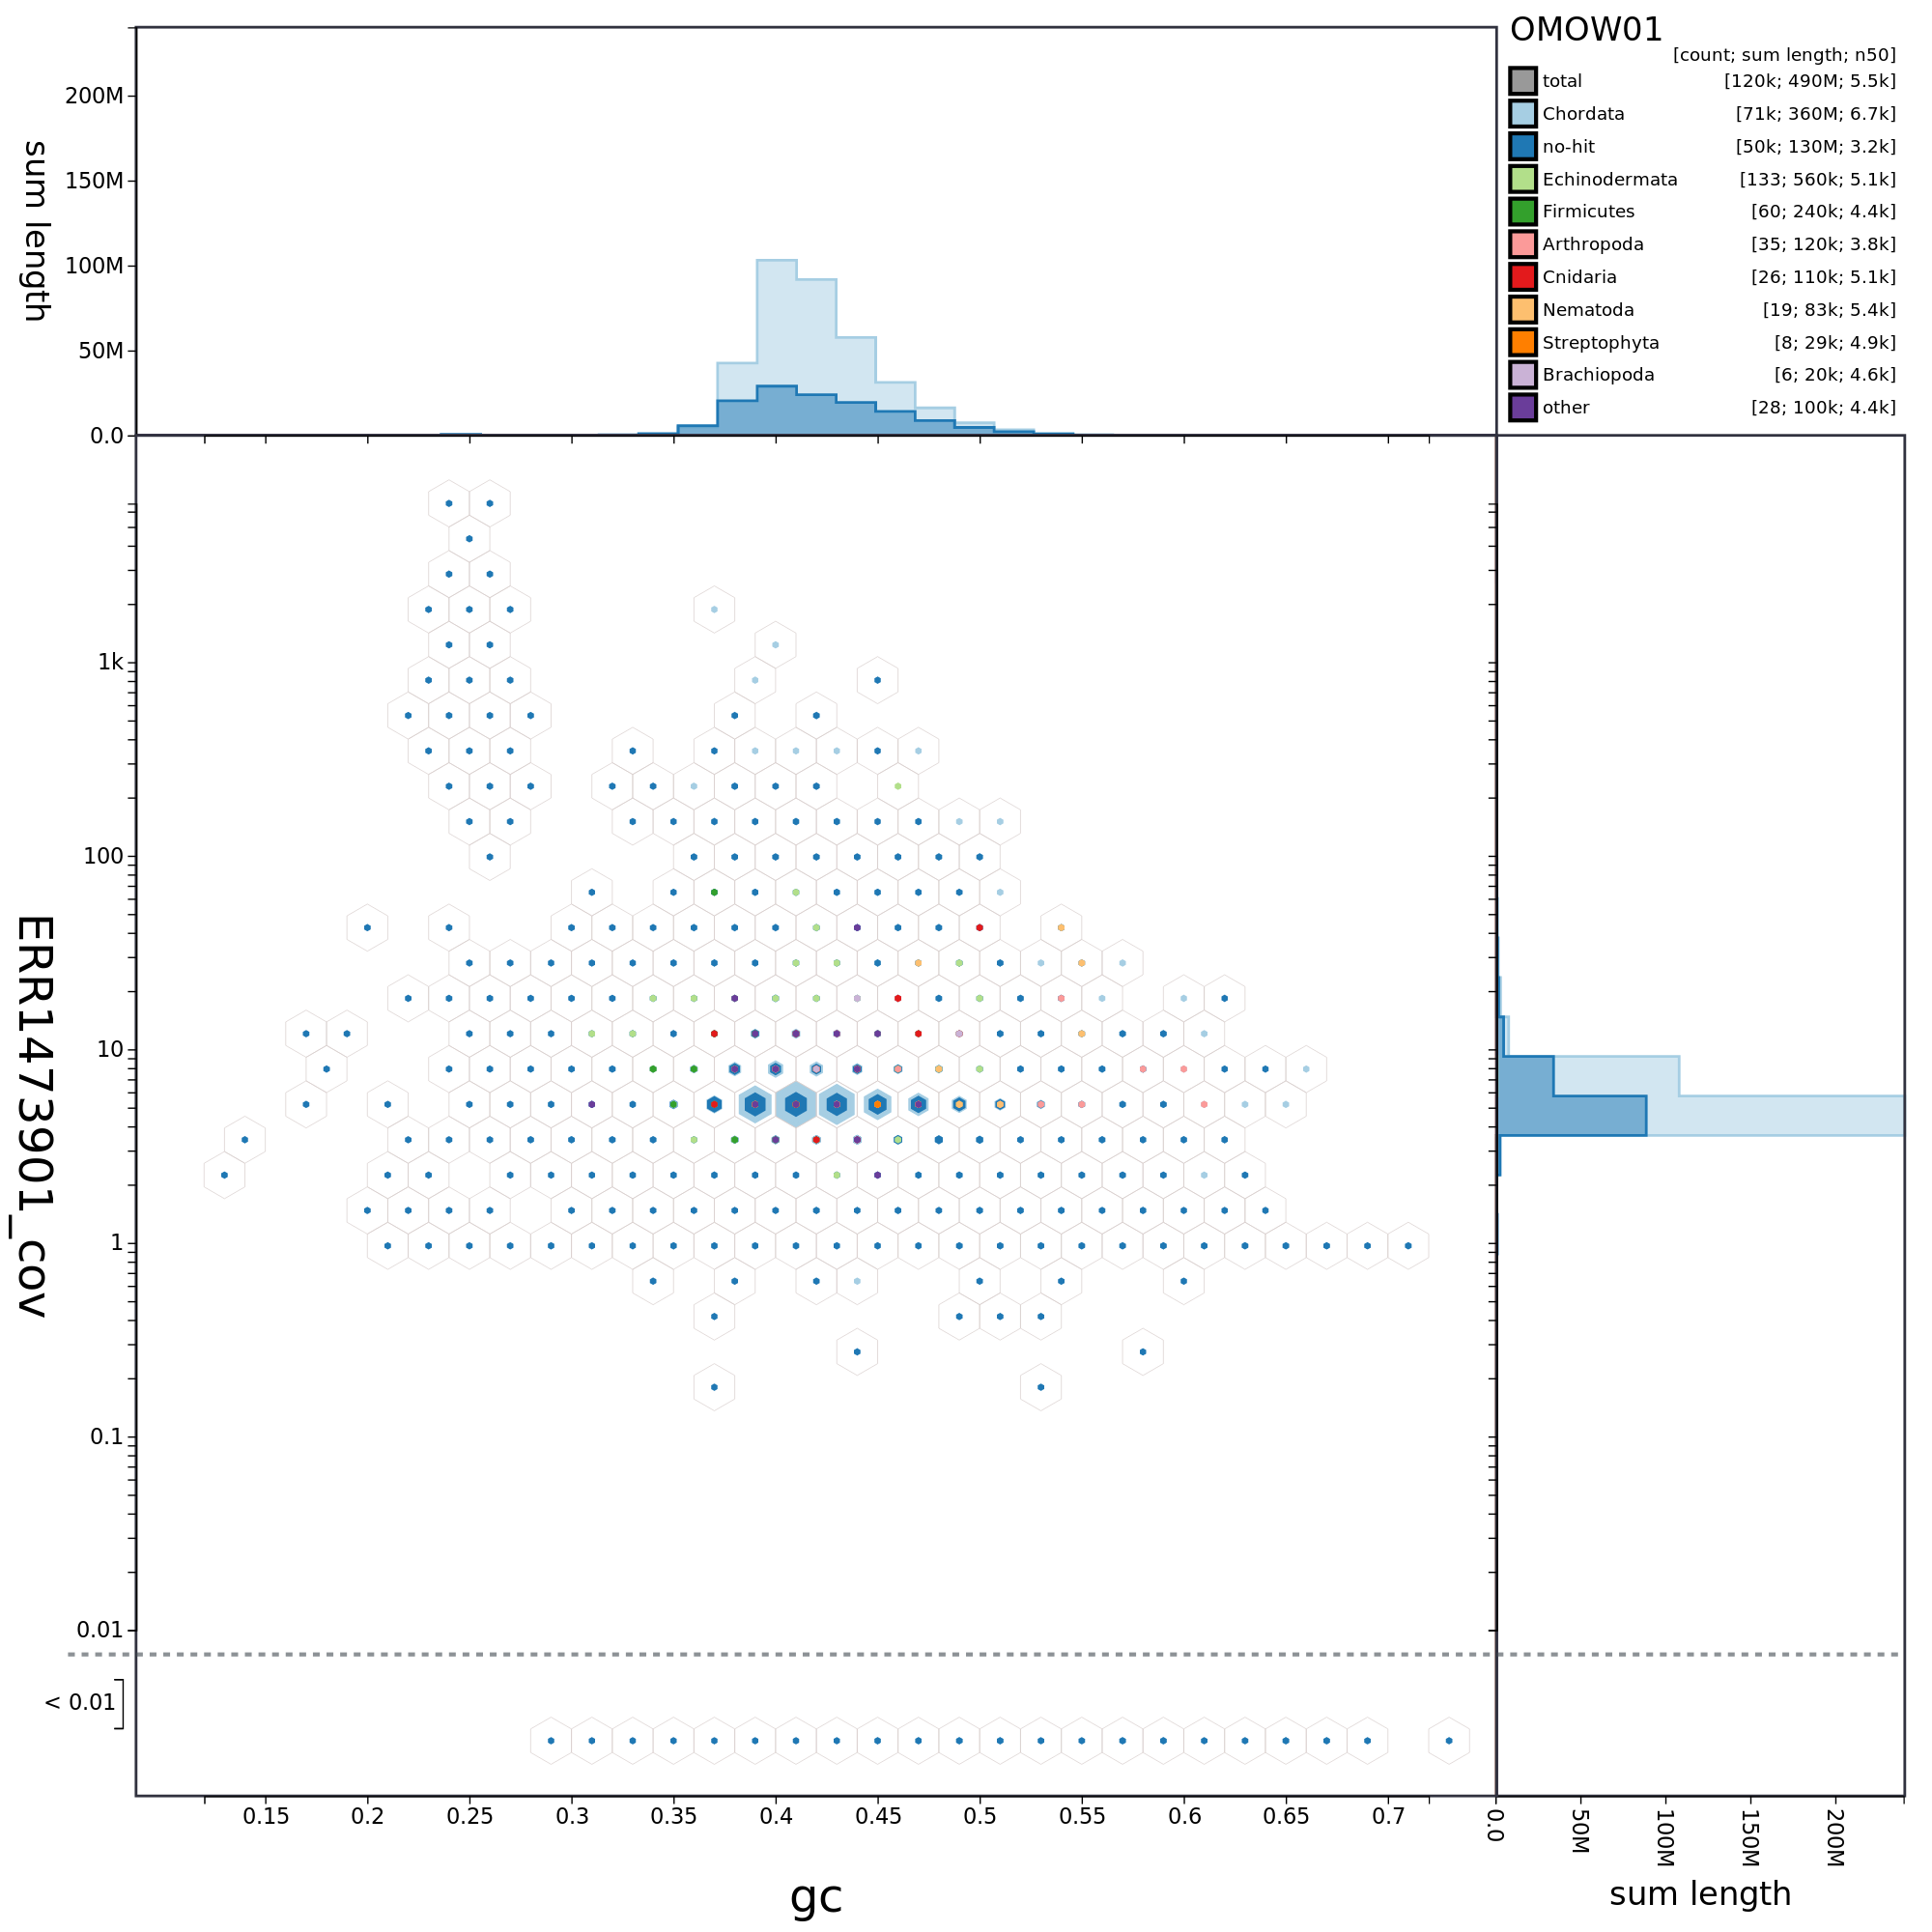 OMOW01
[count; sum length; n50]
total [120k; 490M; 5.5k]
Chordata [71k; 360M; 6.7k]
no-hit [50k; 130M; 3.2k]
Echinodermata [133; 560k; 5.1k]
Firmicutes [60; 240k; 4.4k]
Arthropoda [35; 120k; 3.8k]
Cnidaria [26; 110k; 5.1k]
Nematoda [19; 83k; 5.4k]
Streptophyta [8; 29k; 4.9k]
Brachiopoda [6; 20k; 4.6k]
other [28; 100k; 4.4k]
sum length
200M
150M
100M
50M
0.0
ERR1473901_cov
1k
100
10
1
0.1
0.01
< 0.01
0.15 0.2 0.25 0.3 0.35 0.4 0.45 0.5 0.55 0.6 0.65 0.7
gc
0.0 50M 100M 150M 200M
sum length